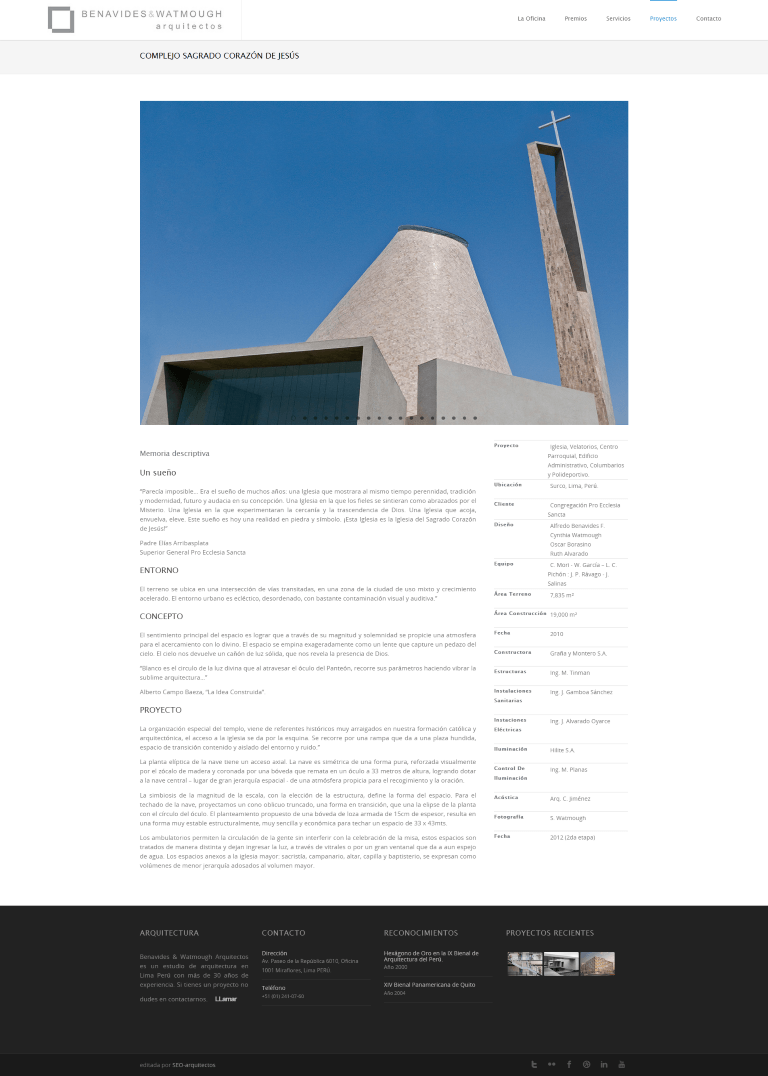 BENAVIDES&WATMOUGH
arquitectos
La Oficina Premios Servicios Proyectos Contacto
COMPLEJO SAGRADO CORAZÓN DE JESÚS
Memoria descriptiva
Un sueño
"Parecía imposible... Era el sueño de muchos años: una Iglesia que mostrara al mismo tiempo perennidad, tradición
y modernidad, futuro y audacia en su concepción. Una Iglesia en la que los fieles se sintieran como abrazados por el
Misterio. Una Iglesia en la que experimentaran la cercanía y la trascendencia de Dios. Una Iglesia que acoja,
envuelva, eleve. Este sueño es hoy una realidad en piedra y símbolo. ¡Esta Iglesia es la Iglesia del Sagrado Corazón
de Jesús!"
Padre Elías Arribasplata
Superior General Pro Ecclesia Sancta
ENTORNO
El terreno se ubica en una intersección de vías transitadas, en una zona de la ciudad de uso mixto y crecimiento
acelerado. El entorno urbano es ecléctico, desordenado, con bastante contaminación visual y auditiva."
CONCEPTO
El sentimiento principal del espacio es lograr que a través de su magnitud y solemnidad se propicie una atmosfera
para el acercamiento con lo divino. El espacio se empina exageradamente como un lente que capture un pedazo del
cielo. El cielo nos devuelve un cañón de luz sólida, que nos revela la presencia de Dios.
"Blanco es el círculo de la luz divina que al atravesar el óculo del Panteón, recorre sus parámetros haciendo vibrar la
sublime arquitectura..."
Alberto Campo Baeza, "La Idea Construida".
PROYECTO
La organización especial del templo, viene de referentes históricos muy arraigados en nuestra formación católica y
arquitectónica, el acceso a la iglesia se da por la esquina. Se recorre por una rampa que da a una plaza hundida,
espacio de transición contenido y aislado del entorno y ruido."
La planta elíptica de la nave tiene un acceso axial. La nave es simétrica de una forma pura, reforzada visualmente
por el zócalo de madera y coronada por una bóveda que remata en un óculo a 33 metros de altura, logrando dotar
a la nave central – lugar de gran jerarquía espacial - de una atmósfera propicia para el recogimiento y la oración.
La simbiosis de la magnitud de la escala, con la elección de la estructura, define la forma del espacio. Para el
techado de la nave, proyectamos un cono oblicuo truncado, una forma en transición, que una la elipse de la planta
con el círculo del óculo. El planteamiento propuesto de una bóveda de loza armada de 15cm de espesor, resulta en
una forma muy estable estructuralmente, muy sencilla y económica para techar un espacio de 33 x 43mts.
Los ambulatorios permiten la circulación de la gente sin interferir con la celebración de la misa, estos espacios son
tratados de manera distinta y dejan ingresar la luz, a través de vitrales o por un gran ventanal que da a aun espejo
de agua. Los espacios anexos a la iglesia mayor: sacristía, campanario, altar, capilla y baptisterio, se expresan como
volúmenes de menor jerarquía adosados al volumen mayor.
Proyecto Iglesia, Velatorios, Centro
Parroquial, Edificio
Administrativo, Columbarios
y Polideportivo
Ubicación Surco, Lima, Perú
Cliente Congregación Pro Ecclesia
Sancta
Diseño Alfredo Benavides F.
Cynthia Watmough
Oscar Borasino
Ruth Alvarado
Equipo C. Mori - W. García – L. C.
Pichón : J. P. Rávago - J.
Salinas
Área Terreno 7,835 m²
Área Construcción 19,000 m²
Fecha 2010
Constructora Graña y Montero S.A.
Estructuras Ing. M. Tinman
Instalaciones Ing. J. Gamboa Sánchez
Sanitarias
Instaciones Ing. J. Alvarado Oyarce
Eléctricas
Iluminación Hilite S.A.
Control De Ing. M. Planas
Iluminación
Acústica Arq. C. Jiménez
Fotografía S. Watmough
Fecha 2012 (2da etapa)
ARQUITECTURA
Benavides & Watmough Arquitectos
es un estudio de arquitectura en
Lima Perú con más de 30 años de
experiencia. Si tienes un proyecto no
dudes en contactarnos. LLamar
CONTACTO
Dirección
Av. Paseo de la República 6010, Oficina
1001 Miraflores, Lima PERÚ
Teléfono
+51 (01) 241-07-60
RECONOCIMIENTOS
Hexágono de Oro en la IX Bienal de
Arquitectura del Perú.
Año 2000
XIV Bienal Panamericana de Quito
Año 2004
PROYECTOS RECIENTES
editada por SEO-arquitectos